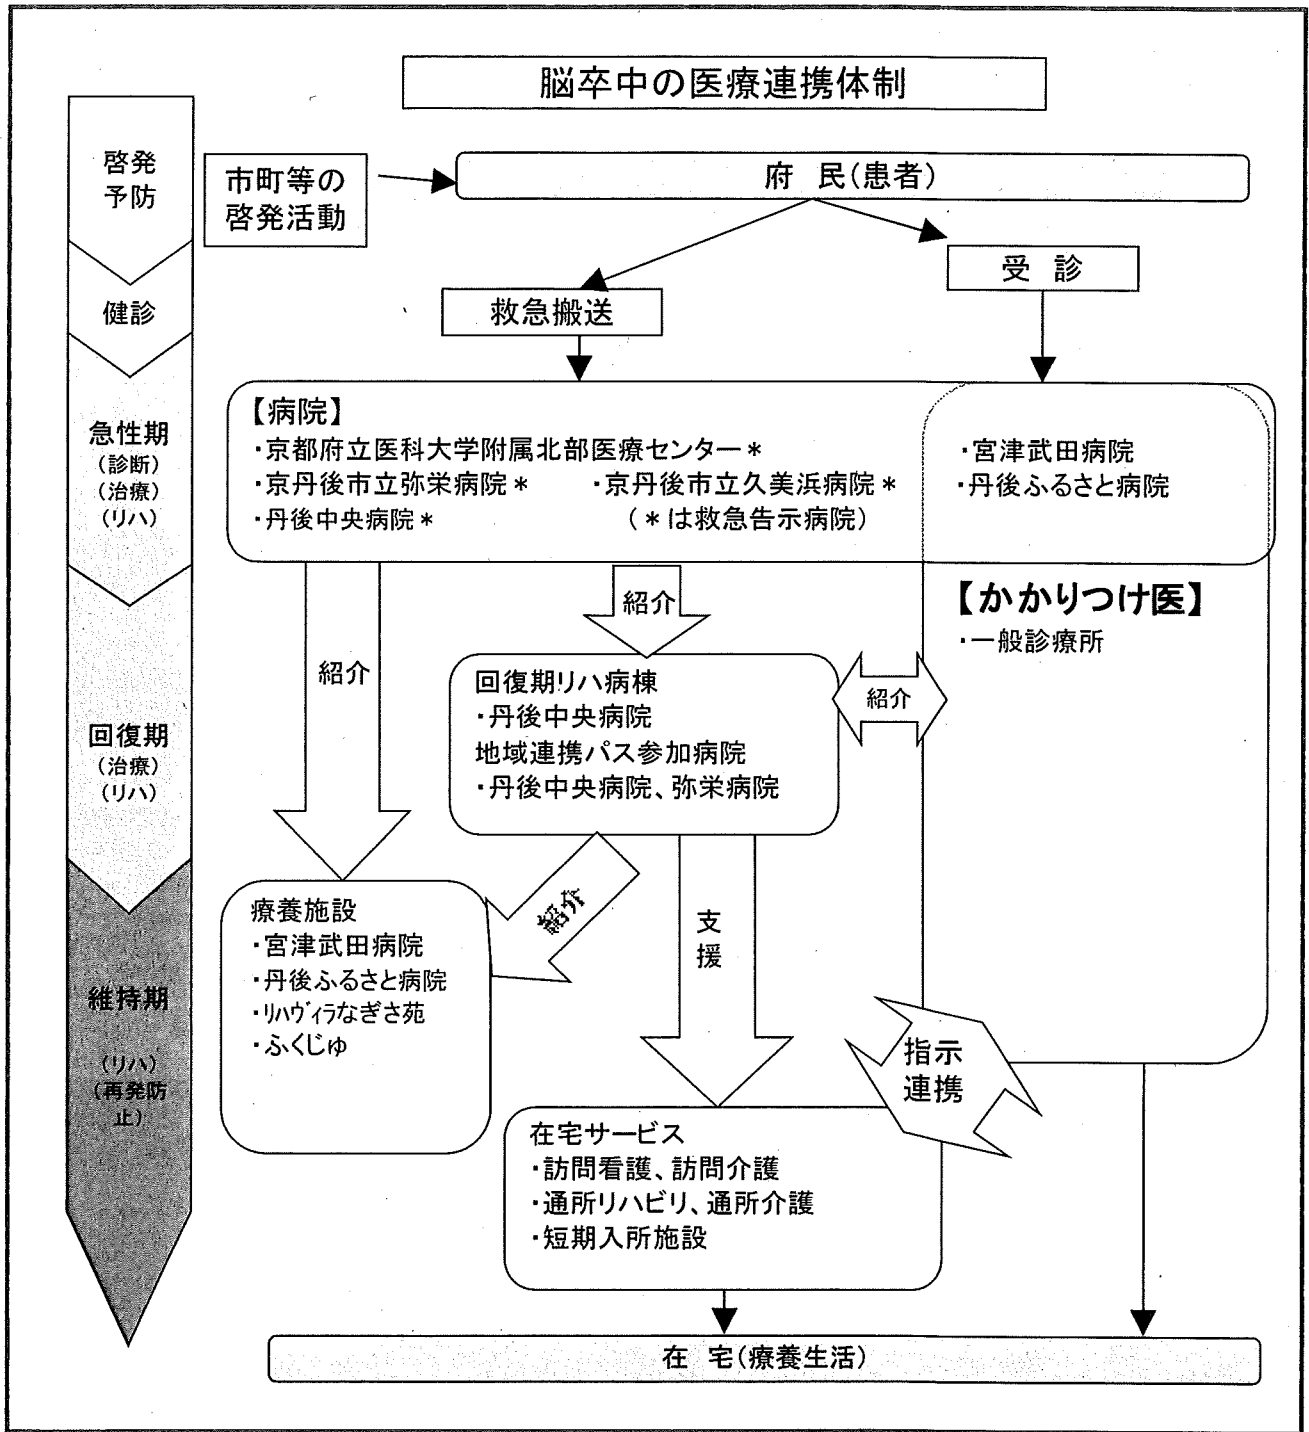 脳卒中の医療連携体制
啓発
予防
健診
急性期
(診断)
(治療)
(リハ)
回復期
(治療)
(リハ)
維持期
(リハ)
(再発防
止)
市町等の
啓発活動
府 民(患者)
救急搬送
受 診
【病院】
・京都府立医科大学附属北部医療センター*
・京丹後市立弥栄病院* ・京丹後市立久美浜病院*
・丹後中央病院* (*は救急告示病院)
・宮津武田病院
・丹後ふるさと病院
【かかりつけ医】
・一般診療所
紹介
紹介
紹介
回復期リハ病棟
・丹後中央病院
地域連携パス参加病院
・丹後中央病院、弥栄病院
紹介
支
援
療養施設
・宮津武田病院
・丹後ふるさと病院
・リハヴィラなぎさ苑
・ふくじゅ
指示
連携
在宅サービス
・訪問看護、訪問介護
・通所リハビリ、通所介護
・短期入所施設
在 宅(療養生活)